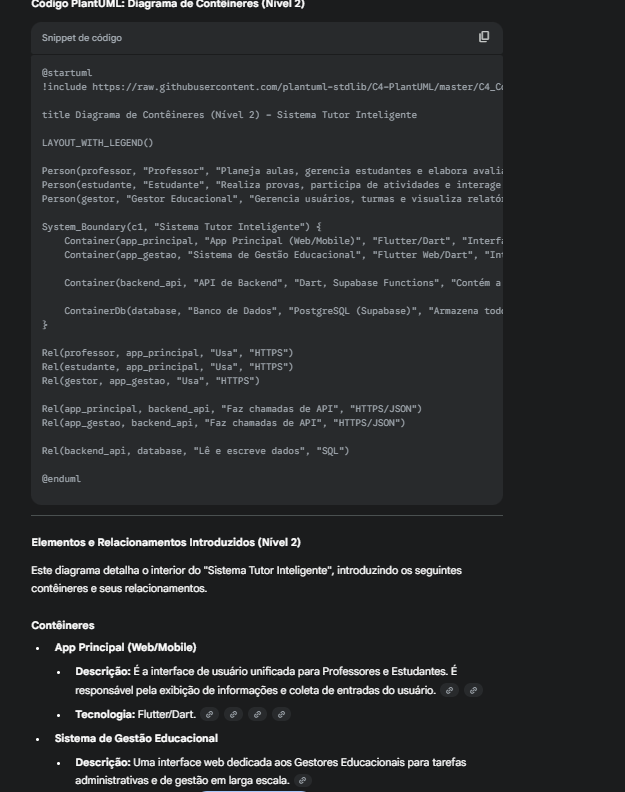 Código PlantUML: Diagrama de Contêineres (Nível 2)
Snippet de código
@startuml
!include https://raw.githubusercontent.com/plantuml-stdlib/C4-PlantUML/master/C4_Co
title Diagrama de Contêineres (Nível 2) - Sistema Tutor Inteligente
LAYOUT_WITH_LEGEND()
Person(professor, "Professor", "Planeja aulas, gerencia estudantes e elabora avalia
Person(estudante, "Estudante", "Realiza provas, participa de atividades e interage
Person(gestor, "Gestor Educacional", "Gerencia usuários, turmas e visualiza relatór
System_Boundary(c1, "Sistema Tutor Inteligente") {
Container(app_principal, "App Principal (Web/Mobile)", "Flutter/Dart", "Interfa
Container(app_gestao, "Sistema de Gestão Educacional", "Flutter Web/Dart", "Int
Container(backend_api, "API de Backend", "Dart, Supabase Functions", "Contém a
ContainerDb(database, "Banco de Dados", "PostgreSQL (Supabase)", "Armazena todo
}
Rel(professor, app_principal, "Usa", "HTTPS")
Rel(estudante, app_principal, "Usa", "HTTPS")
Rel(gestor, app_gestao, "Usa", "HTTPS")
Rel(app_principal, backend_api, "Faz chamadas de API", "HTTPS/JSON")
Rel(app_gestao, backend_api, "Faz chamadas de API", "HTTPS/JSON")
Rel(backend_api, database, "Lê e escreve dados", "SQL")
@enduml
Elementos e Relacionamentos Introduzidos (Nível 2)
Este diagrama detalha o interior do "Sistema Tutor Inteligente", introduzindo os seguintes
contêineres e seus relacionamentos.
Contêineres
• App Principal (Web/Mobile)
• Descrição: É a interface de usuário unificada para Professores e Estudantes. É
responsável pela exibição de informações e coleta de entradas do usuário.
• Tecnologia: Flutter/Dart.
• Sistema de Gestão Educacional
• Descrição: Uma interface web dedicada aos Gestores Educacionais para tarefas
administrativas e de gestão em larga escala.